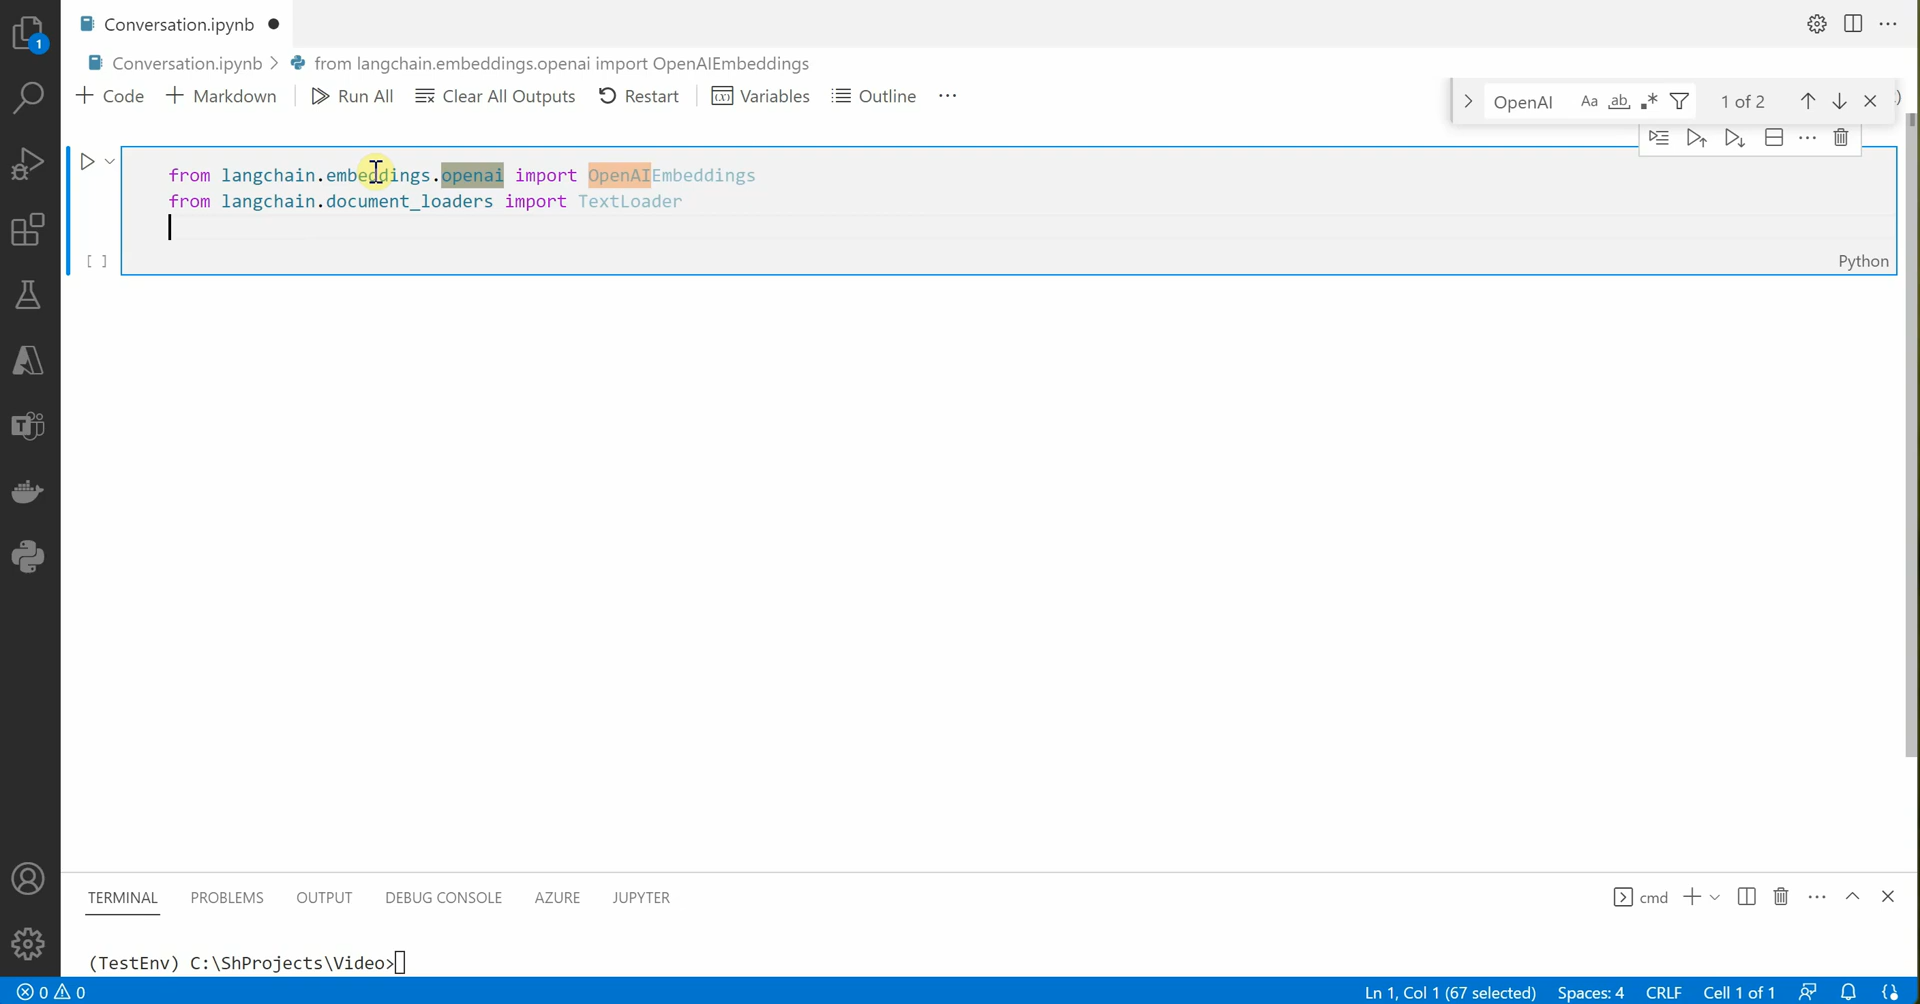 1
Conversation.ipynb ●
Conversation.ipynb > from langchain.embeddings.openai import OpenAIEmbeddings
+ Code + Markdown Run All Clear All Outputs Restart Variables Outline ...
> OpenAI Aa ab .* 1 of 2
from langchain.embeddings.openai import OpenAIEmbeddings
from langchain.document_loaders import TextLoader
[ ]
Python
TERMINAL PROBLEMS OUTPUT DEBUG CONSOLE AZURE JUPYTER cmd
(TestEnv) C:\ShProjects\Video>
0 0 Ln 1, Col 1 (67 selected) Spaces: 4 CRLF Cell 1 of 1